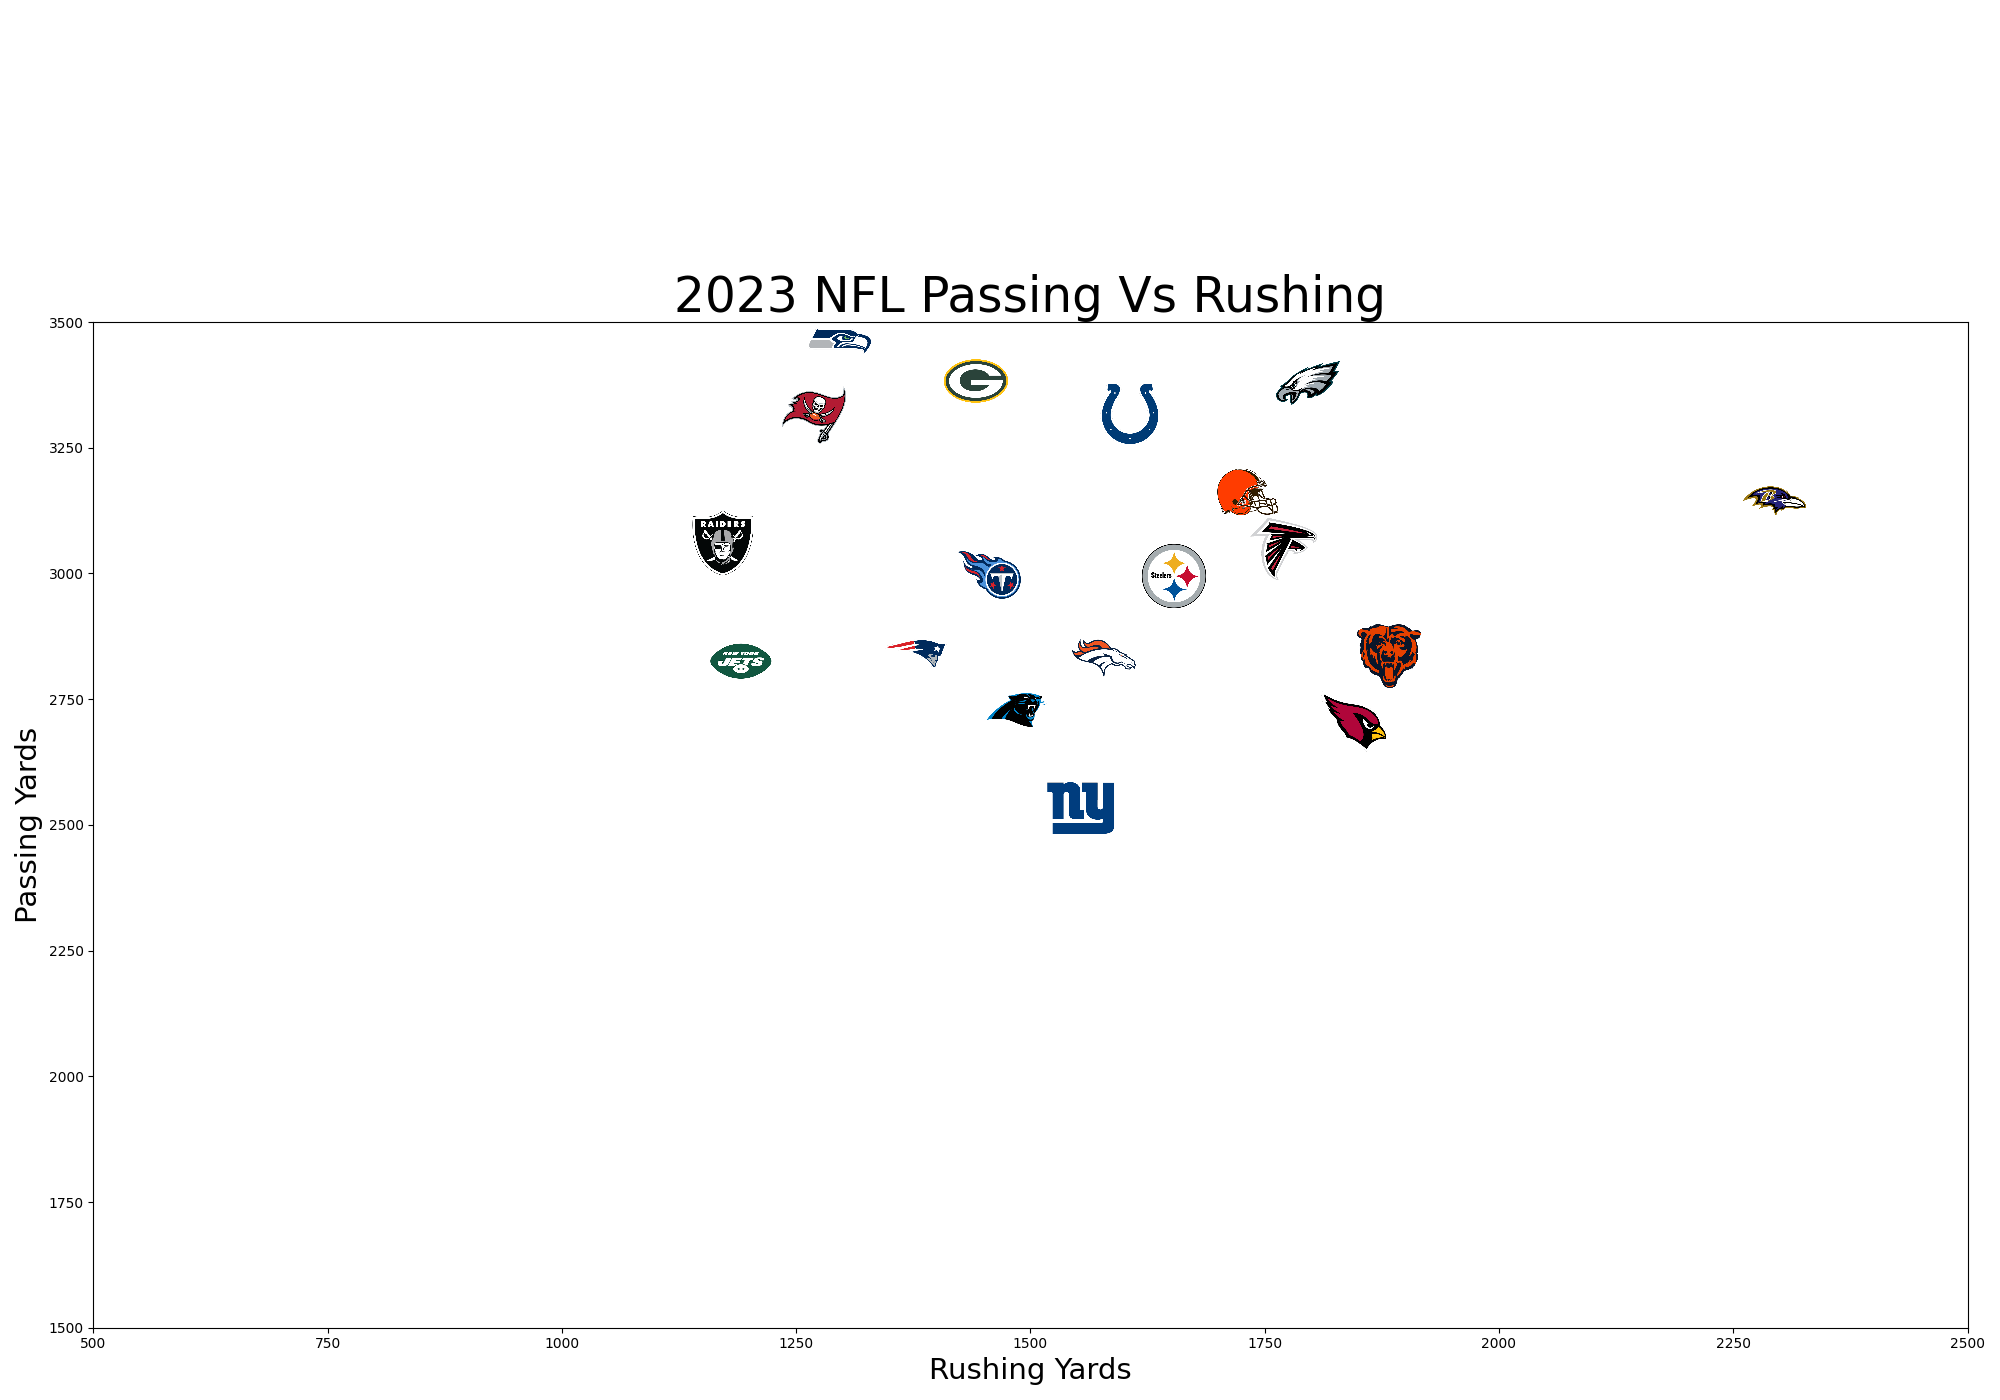 2023 NFL Passing Vs Rushing
3500
3250
3000
2750
2500
2250
2000
1750
1500
Passing Yards
RAIDERS
Steelers
NEW YORK
JETS
ny
500
750
1000
1250
1500
1750
2000
2250
2500
Rushing Yards